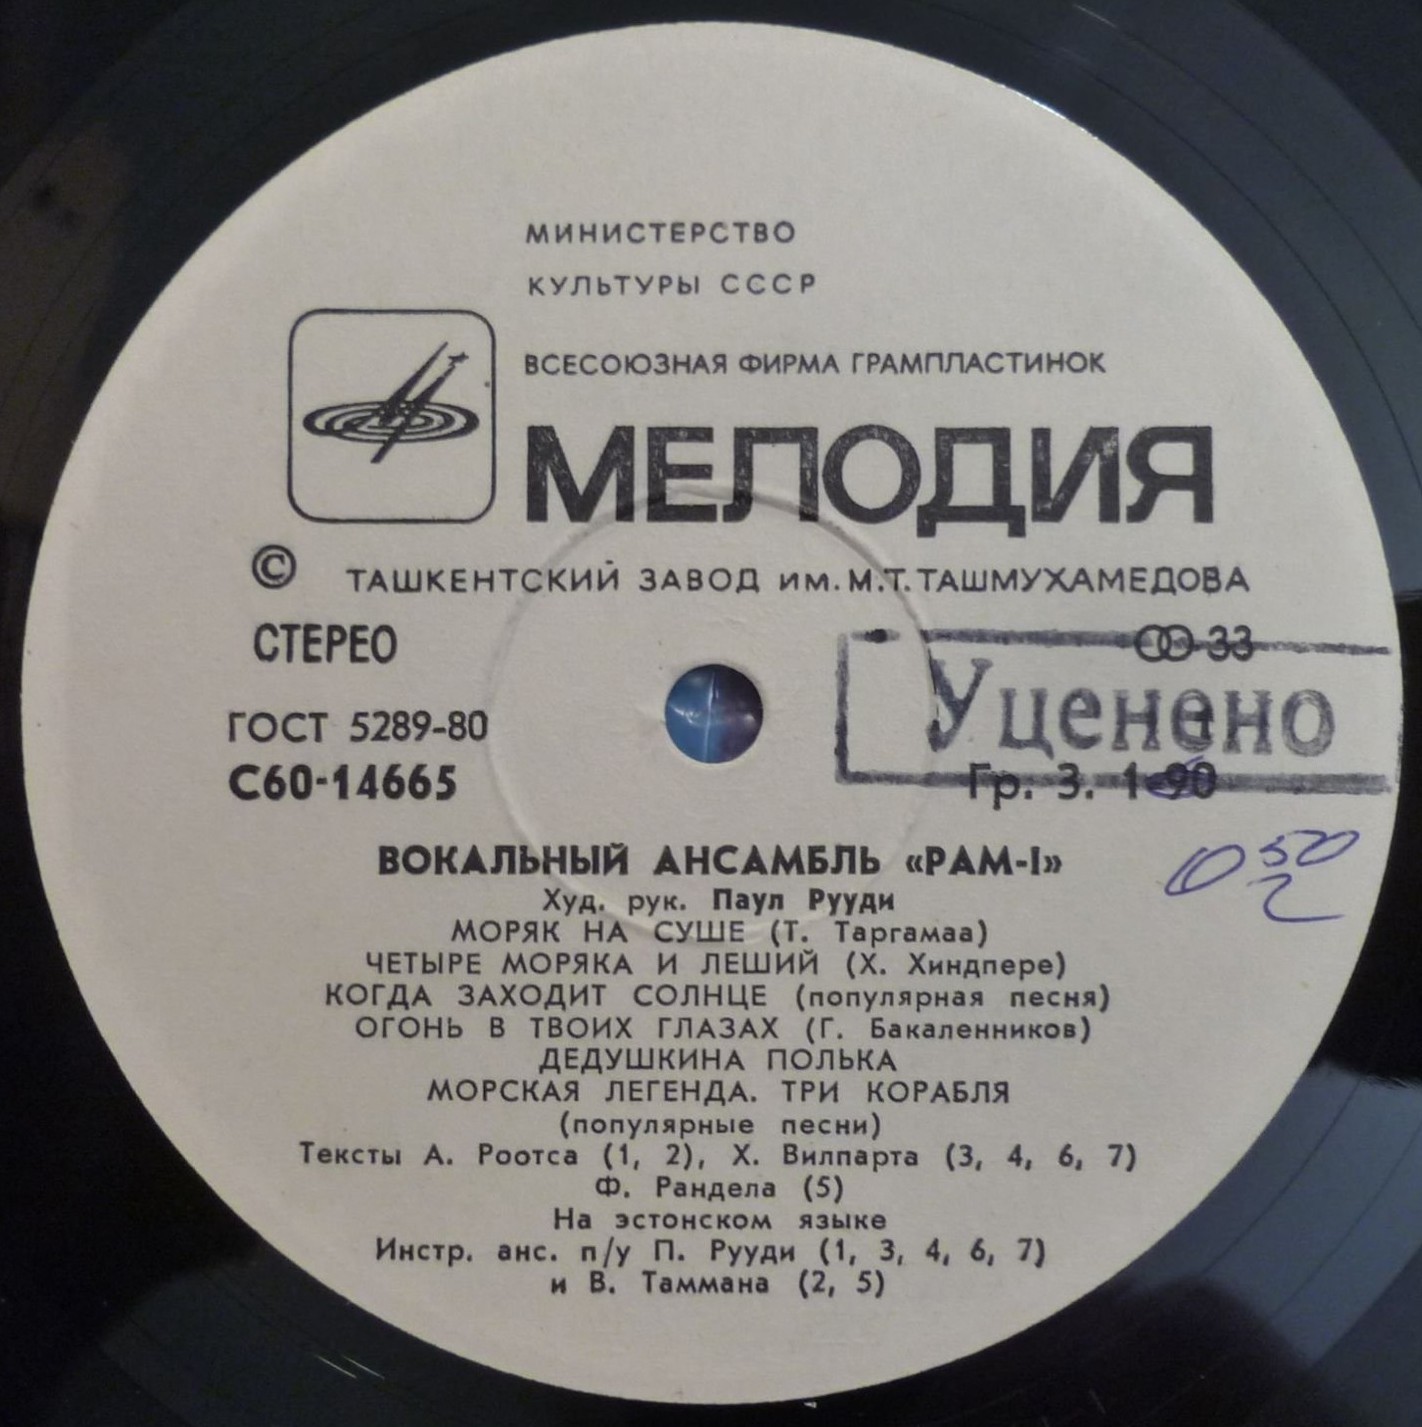 МИНИСТЕРСТВО
КУЛЬТУРЫ СССР
ВСЕСОЮЗНАЯ ФИРМА ГРАМПЛАСТИНОК
МЕЛОДИЯ
© ТАШКЕНТСКИЙ ЗАВОД им. М.Т. ТАШМУХАМЕДОВА
СТЕРЕО
33
Уценено
ГОСТ 5289-80
1
С60-14665
Гр. 3. 1-90
0 50
ВОКАЛЬНЫЙ АНСАМБЛЬ «РАМ-I»
Худ. рук. Паул Рууди
МОРЯК НА СУШЕ (Т. Таргамаа)
ЧЕТЫРЕ МОРЯКА И ЛЕШИЙ (Х. Хиндпере)
КОГДА ЗАХОДИТ СОЛНЦЕ (популярная песня)
ОГОНЬ В ТВОИХ ГЛАЗАХ (Г. Бакаленников)
ДЕДУШКИНА ПОЛЬКА
МОРСКАЯ ЛЕГЕНДА. ТРИ КОРАБЛЯ
(популярные песни)
Тексты А. Роотса (1, 2), Х. Вилпарта (3, 4, 6, 7)
Ф. Рандела (5)
На эстонском языке
Инстр. анс. п/у П. Рууди (1, 3, 4, 6, 7)
и В. Таммана (2, 5)